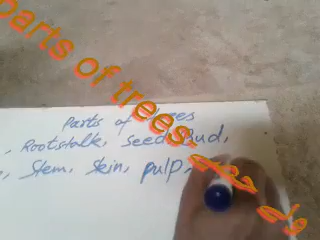 parts of trees
Parts of Trees
, Rootstalk, seed, Bud,
, Stem, Skin, pulp,